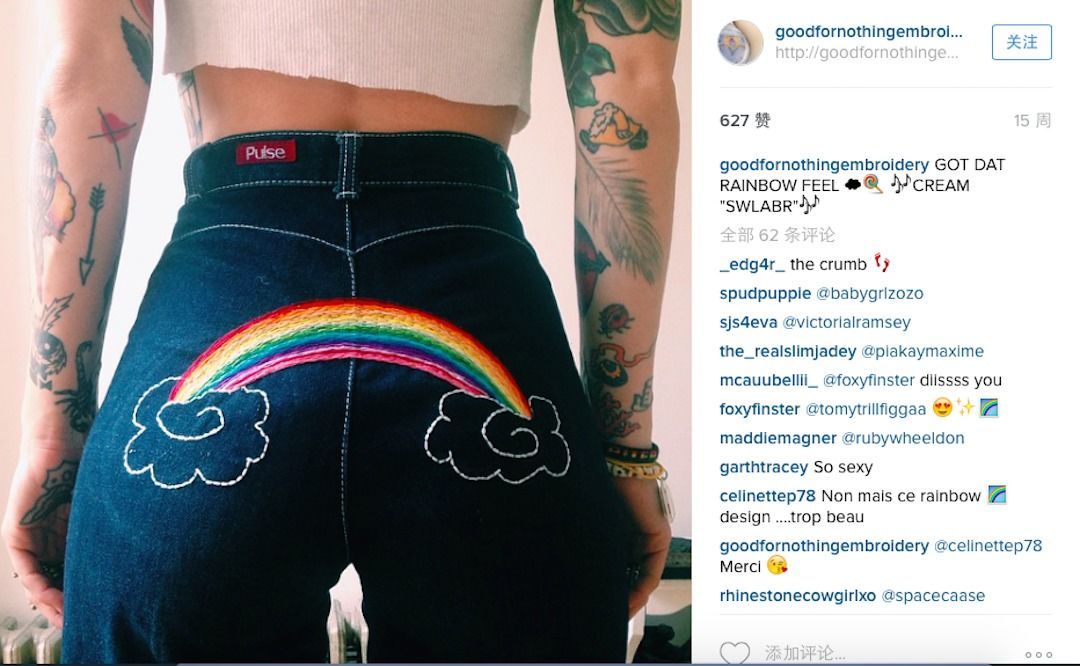 Pulse
goodfornothingembroi...
http://goodfornothinge...
关注
627 赞
15 周
goodfornothingembroidery GOT DAT
RAINBOW FEEL ☁🍭 🎶CREAM
"SWLABR"🎶
全部 62 条评论
_edg4r_ the crumb 👣
spudpuppie @babygrlzozo
sjs4eva @victorialramsey
the_realslimjadey @piakaymaxime
mcauubellii_ @foxyfinster diissss you
foxyfinster @tomytrillfiggaa 😍✨🌈
maddiemagner @rubywheeldon
garthtracey So sexy
celinettep78 Non mais ce rainbow 🌈
design ....trop beau
goodfornothingembroidery @celinettep78
Merci 😘
rhinestonecowgirlxo @spacecaase
添加评论...